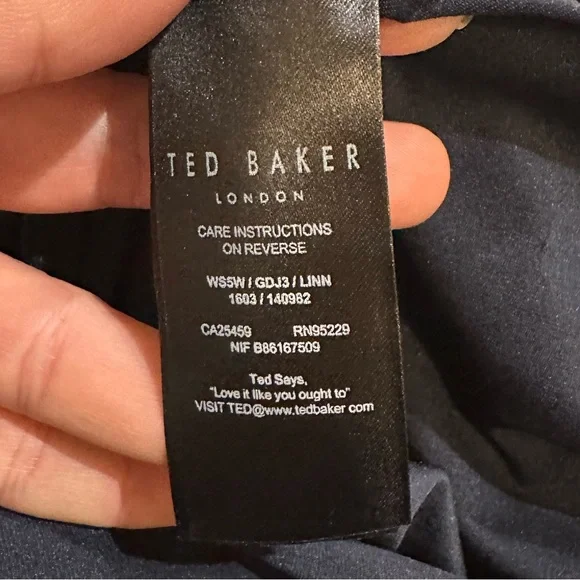 TED BAKER
LONDON
CARE INSTRUCTIONS
ON REVERSE
WS5W / GDJ3 / LINN
1603 / 140982
CA25459 RN95229
NIF B86167509
Ted Says,
"Love it like you ought to"
VISIT TED@www.tedbaker.com